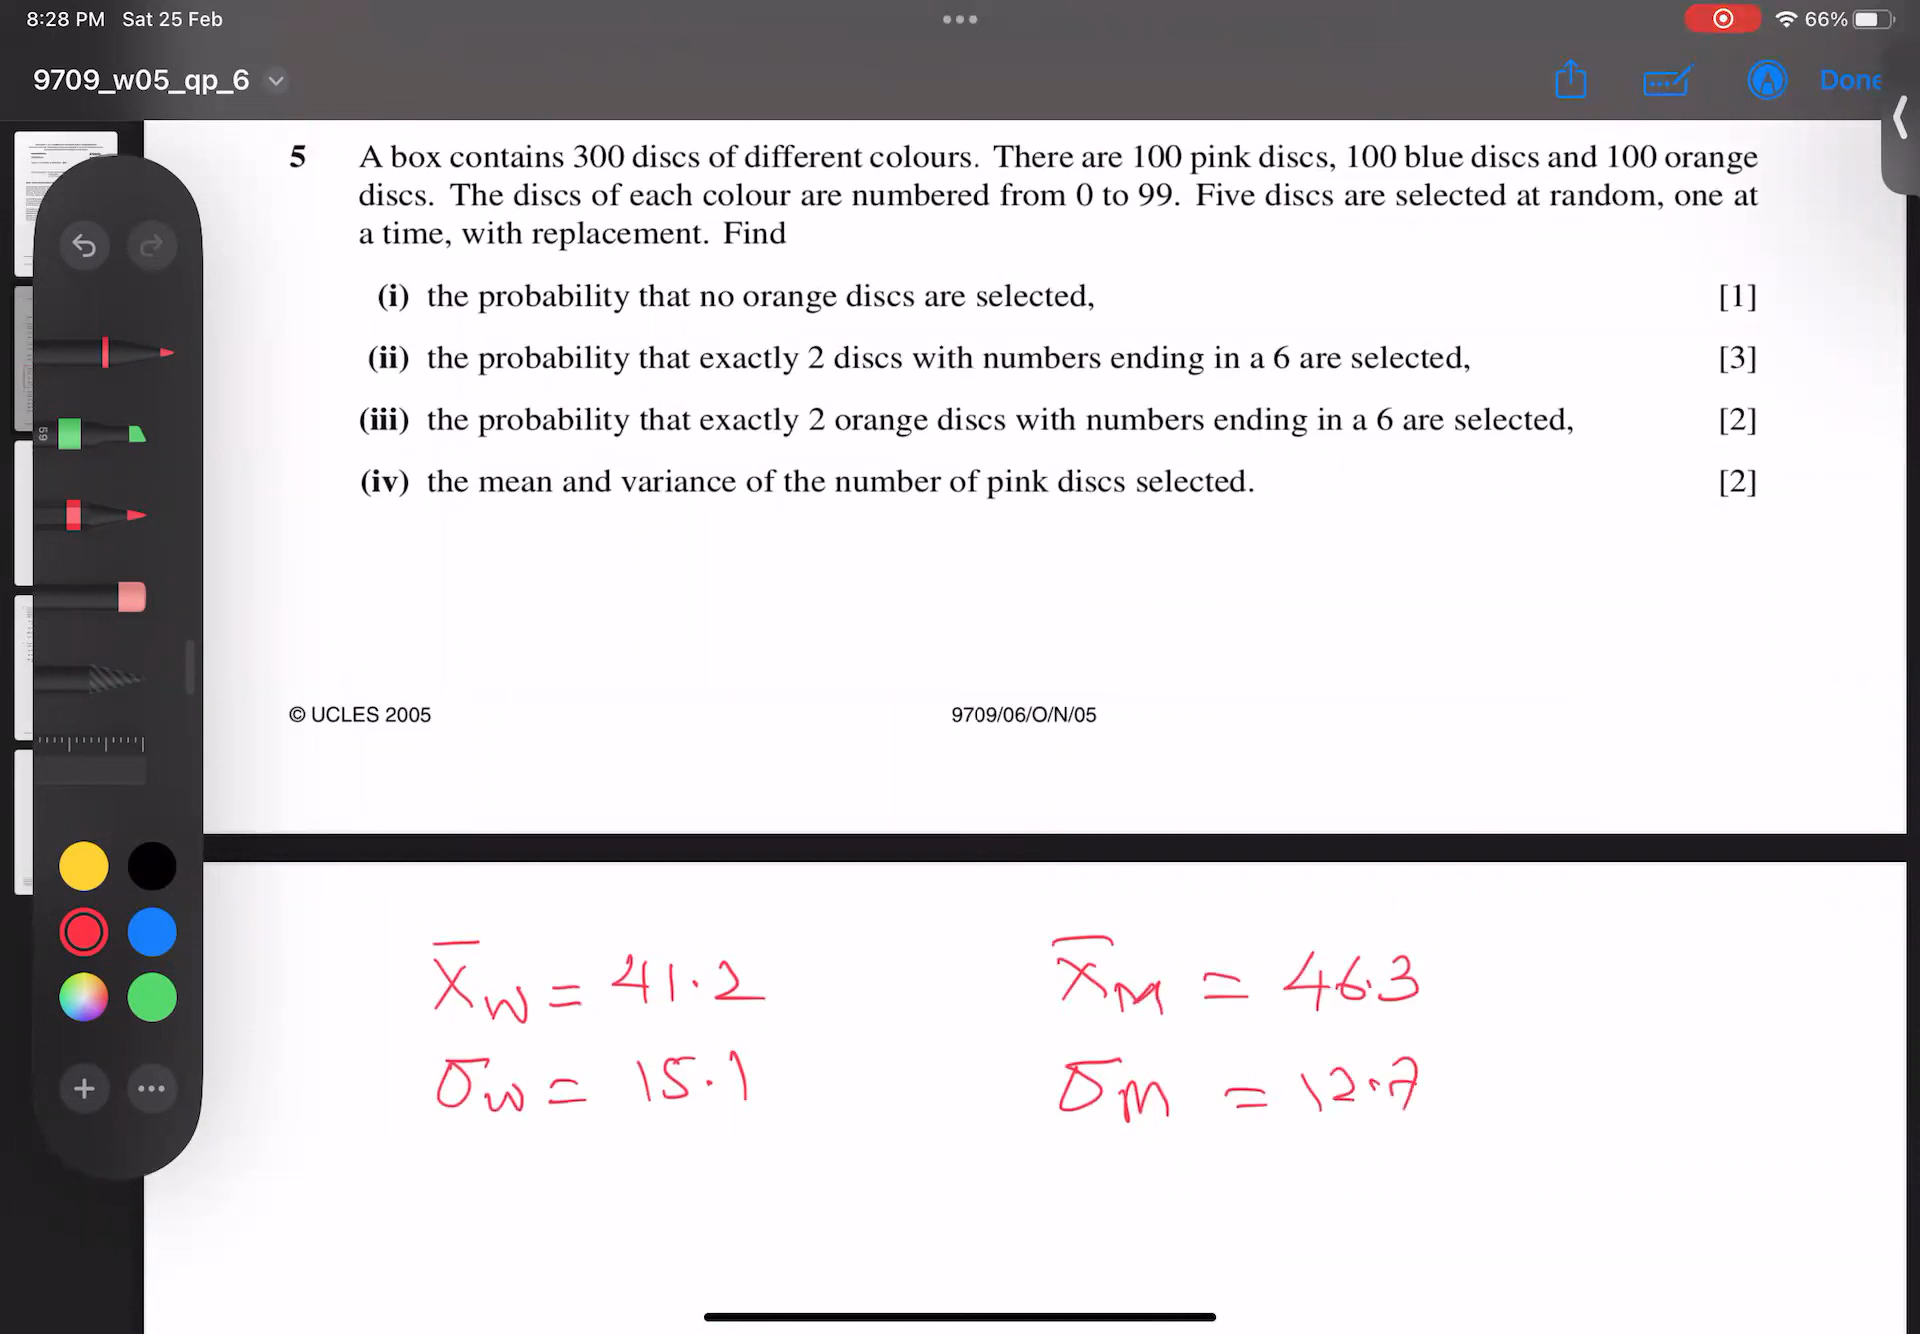 8:28 PM Sat 25 Feb
66%
9709_w05_qp_6
Done
5 A box contains 300 discs of different colours. There are 100 pink discs, 100 blue discs and 100 orange
discs. The discs of each colour are numbered from 0 to 99. Five discs are selected at random, one at
a time, with replacement. Find
(i) the probability that no orange discs are selected, [1]
(ii) the probability that exactly 2 discs with numbers ending in a 6 are selected, [3]
(iii) the probability that exactly 2 orange discs with numbers ending in a 6 are selected, [2]
(iv) the mean and variance of the number of pink discs selected. [2]
59
© UCLES 2005 9709/06/O/N/05
x̄w = 41.2 x̄M = 46.3
σw = 15.1 σM = 12.7